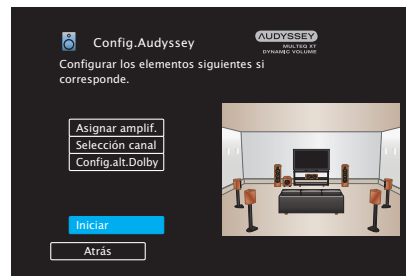 Config.Audyssey
AUDYSSEY
MULTEQ XT
DYNAMIC VOLUME
Configurar los elementos siguientes si
corresponde.
Asignar amplif.
Selección canal
Config.alt.Dolby
Iniciar
Atrás